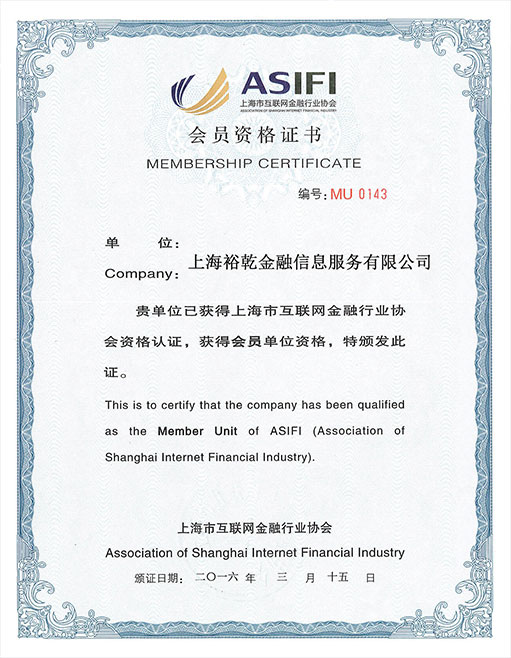 ASIFI
上海市互联网金融行业协会
ASSOCIATION OF SHANGHAI INTERNET FINANCIAL INDUSTRY
会员资格证书
MEMBERSHIP CERTIFICATE
编号: MU 0143
单 位:
Company: 上海裕乾金融信息服务有限公司
贵单位已获得上海市互联网金融行业协
会资格认证，获得会员单位资格，特颁发此
证。
This is to certify that the company has been qualified
as the Member Unit of ASIFI (Association of
Shanghai Internet Financial Industry).
上海市互联网金融行业协会
Association of Shanghai Internet Financial Industry
颁证日期: 二〇一六 年 三 月 十五 日